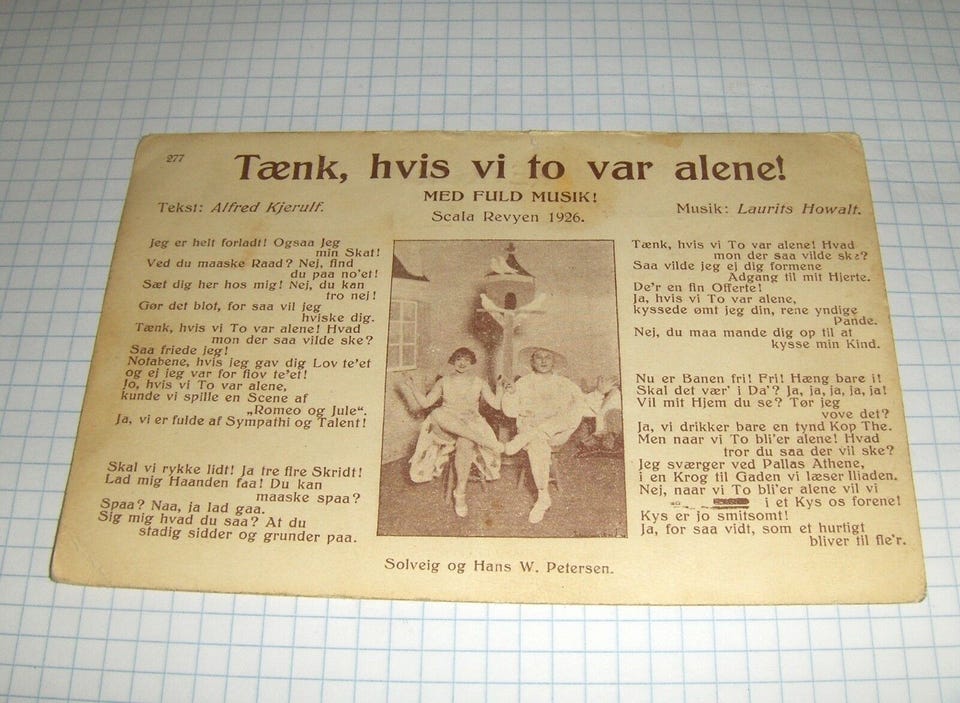 277
Tænk, hvis vi to var alene!
MED FULD MUSIK!
Scala Revyen 1926.
Tekst: Alfred Kjerulf.
Musik: Laurits Howalt.
Jeg er helt forladt! Ogsaa Jeg
min Skat!
Ved du maaske Raad? Nej, find
du paa no'et!
Sæt dig her hos mig! Nej, du kan
tro nej!
Gør det blot, for saa vil jeg
hviske dig.
Tænk, hvis vi To var alene! Hvad
mon der saa vilde ske?
Saa friede jeg!
Notabene, hvis jeg gav dig Lov te'et
og ej jeg var for flov te'et!
Jo, hvis vi To var alene,
kunde vi spille en Scene af
„Romeo og Jule“.
Ja, vi er fulde af Sympathi og Talent!
Skal vi rykke lidt! Ja tre fire Skridt!
Lad mig Haanden faa! Du kan
maaske spaa?
Spaa? Naa, ja lad gaa.
Sig mig hvad du saa? At du
stadig sidder og grunder paa.
Tænk, hvis vi To var alene! Hvad
mon der saa vilde ske?
Saa vilde jeg ej dig formene
Adgang til mit Hjerte.
De'r en fin Offerte!
Ja, hvis vi To var alene,
kyssede ømt jeg din, rene yndige
Pande.
Nej, du maa mande dig op til at
kysse min Kind.
Nu er Banen fri! Fri! Hæng bare i!
Skal det vær' i Da'? Ja, ja, ja, ja, ja!
Vil mit Hjem du se? Tør jeg
vove det?
Ja, vi drikker bare en tynd Kop The.
Men naar vi To bli'er alene! Hvad
tror du saa der vil ske?
Jeg sværger ved Pallas Athene,
i en Krog til Gaden vi læser Iliaden.
Nej, naar vi To bli'er alene vil vi
i et Kys os forene!
Kys er jo smitsomt!
Ja, for saa vidt, som et hurtigt
bliver til fle'r.
Solveig og Hans W. Petersen.